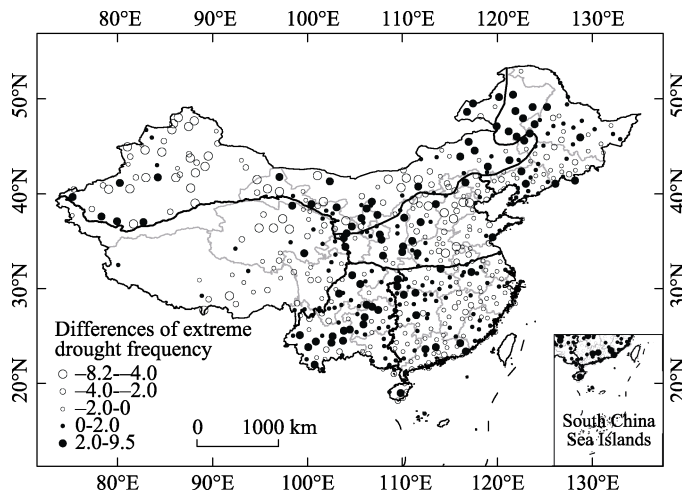 80°E 90°E 100°E 110°E 120°E 130°E
50°N 50°N
40°N 40°N
30°N 30°N
20°N 20°N
Differences of extreme
drought frequency
–8.2-–4.0
–4.0-–2.0
–2.0-0
0-2.0
2.0-9.5
0 1000 km
South China
Sea Islands
80°E 90°E 100°E 110°E 120°E 130°E